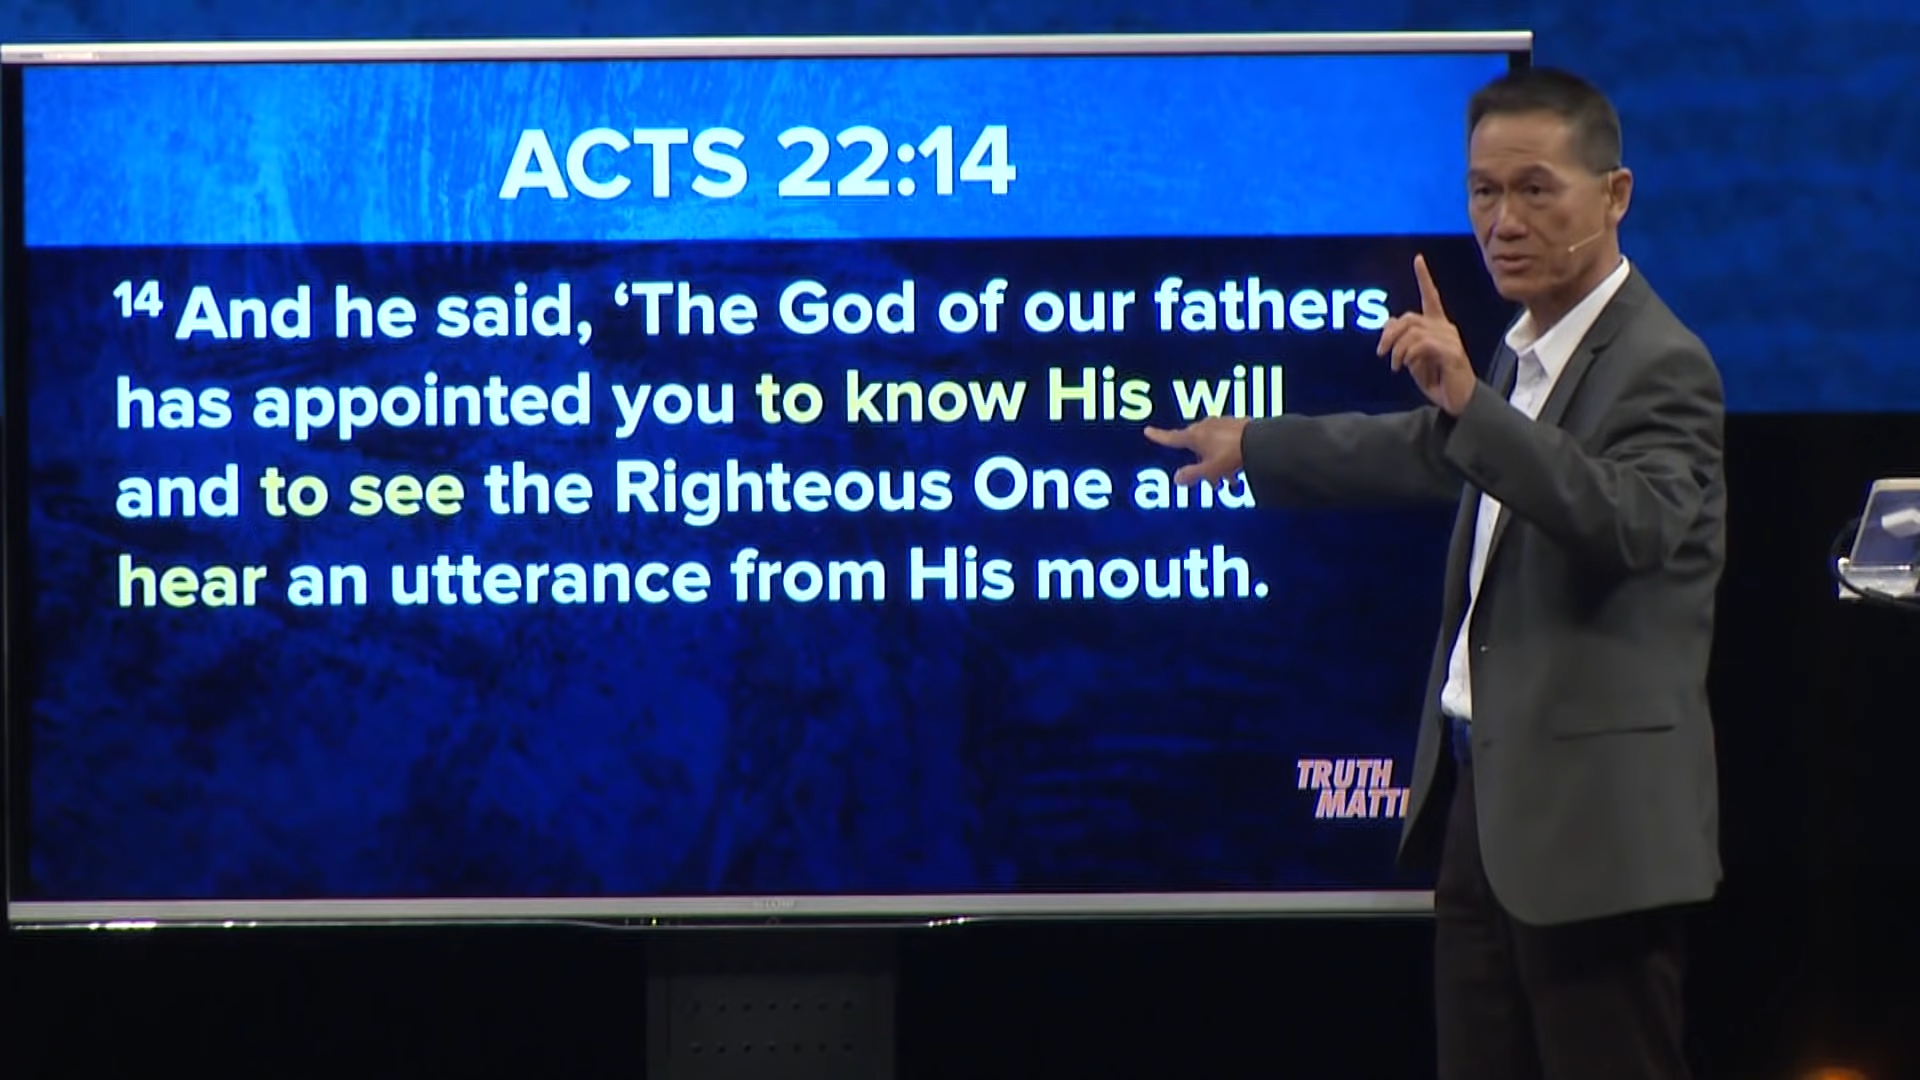 ACTS 22:14
14 And he said, ‘The God of our fathers
has appointed you to know His will
and to see the Righteous One and
hear an utterance from His mouth.
TRUTH